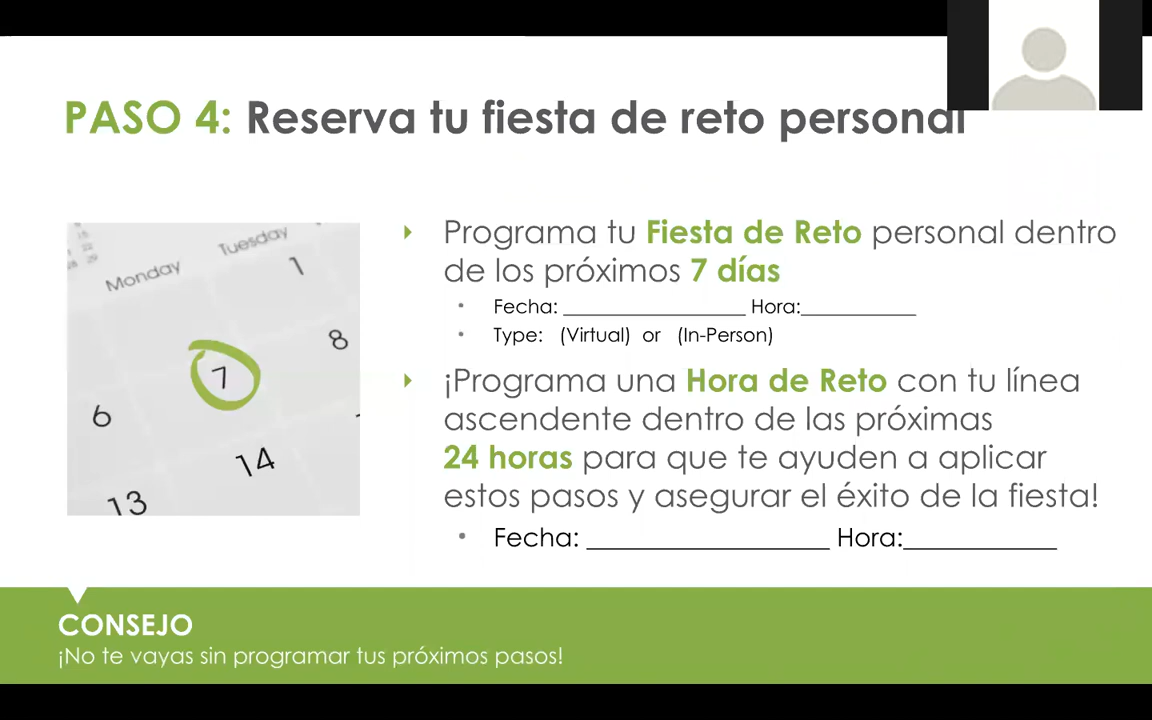 PASO 4: Reserva tu fiesta de reto personal
Tuesday
Monday
1
8
7
6
14
13
Programa tu Fiesta de Reto personal dentro
de los próximos 7 días
Fecha: _________________ Hora:___________
Type: (Virtual) or (In-Person)
¡Programa una Hora de Reto con tu línea
ascendente dentro de las próximas
24 horas para que te ayuden a aplicar
estos pasos y asegurar el éxito de la fiesta!
Fecha: _________________ Hora:___________
CONSEJO
¡No te vayas sin programar tus próximos pasos!